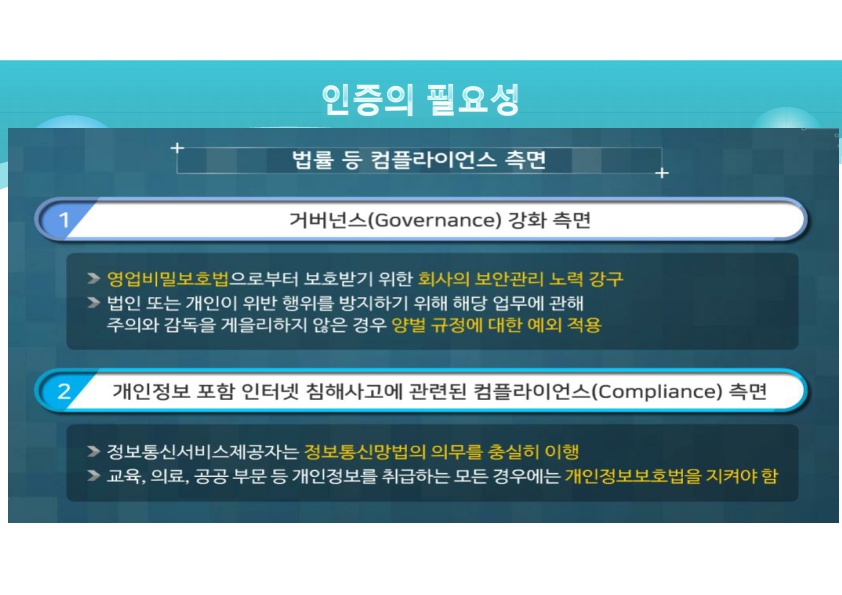 인증의 필요성
법률 등 컴플라이언스 측면
1 거버넌스(Governance) 강화 측면
영업비밀보호법으로부터 보호받기 위한 회사의 보안관리 노력 강구
법인 또는 개인이 위반 행위를 방지하기 위해 해당 업무에 관해
주의와 감독을 게을리하지 않은 경우 양벌 규정에 대한 예외 적용
2 개인정보 포함 인터넷 침해사고에 관련된 컴플라이언스(Compliance) 측면
정보통신서비스제공자는 정보통신망법의 의무를 충실히 이행
교육, 의료, 공공 부문 등 개인정보를 취급하는 모든 경우에는 개인정보보호법을 지켜야 함